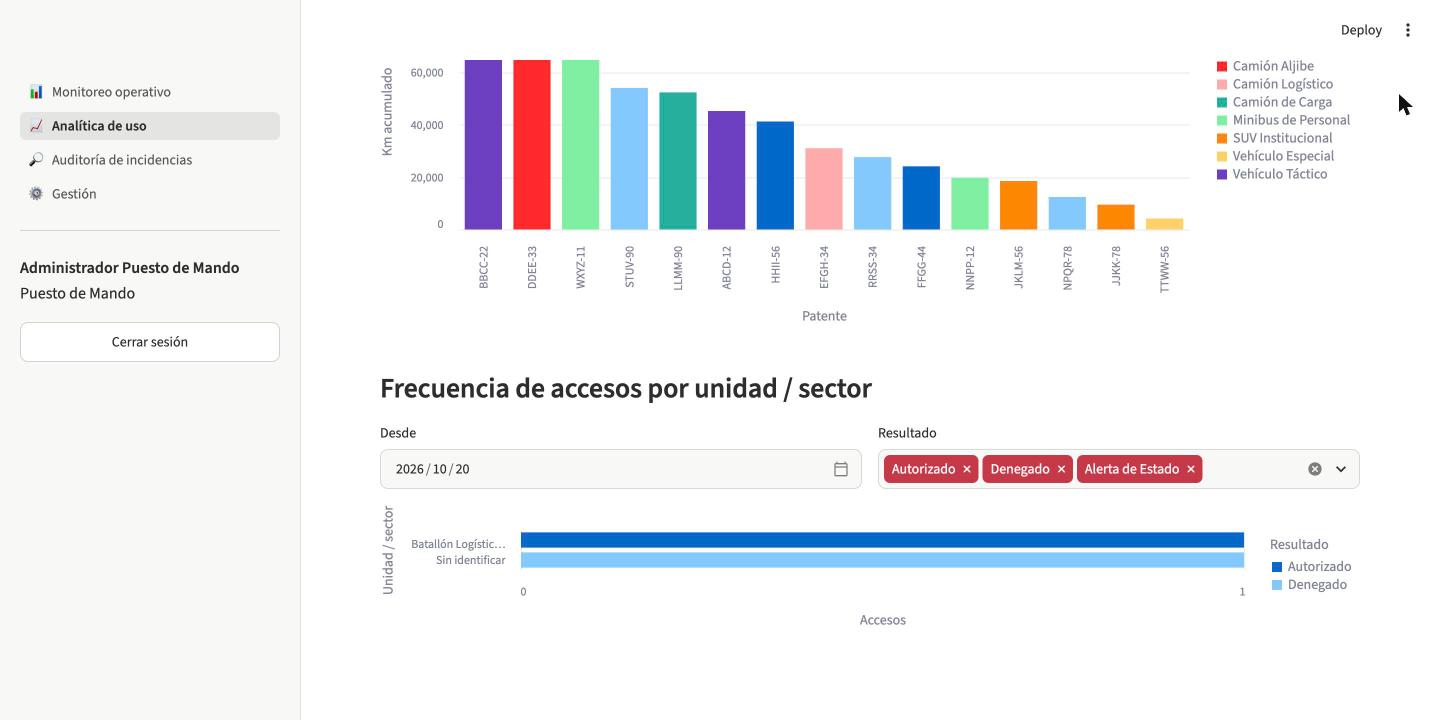 Deploy
Monitoreo operativo
Analítica de uso
Auditoría de incidencias
Gestión
Administrador Puesto de Mando
Puesto de Mando
Cerrar sesión
Km acumulado
60,000
40,000
20,000
0
BBCC-22
DDEE-33
WXYZ-11
STUV-90
LLMM-90
ABCD-12
HHII-56
EFGH-34
RRSS-34
FFGG-44
NNPP-12
JKLM-56
NPQR-78
JJKK-78
TTWW-56
Patente
Camión Aljibe
Camión Logístico
Camión de Carga
Minibus de Personal
SUV Institucional
Vehículo Especial
Vehículo Táctico
Frecuencia de accesos por unidad / sector
Desde
2026 / 10 / 20
Resultado
Autorizado
Denegado
Alerta de Estado
Unidad / sector
Batallón Logístic…
Sin identificar
0
1
Accesos
Resultado
Autorizado
Denegado